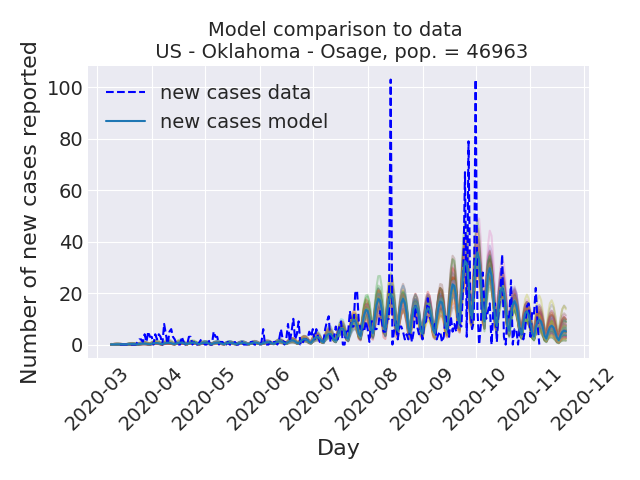 Model comparison to data
US - Oklahoma - Osage, pop. = 46963
Number of new cases reported
100
80
60
40
20
0
new cases data
new cases model
2020-03
2020-04
2020-05
2020-06
2020-07
2020-08
2020-09
2020-10
2020-11
2020-12
Day